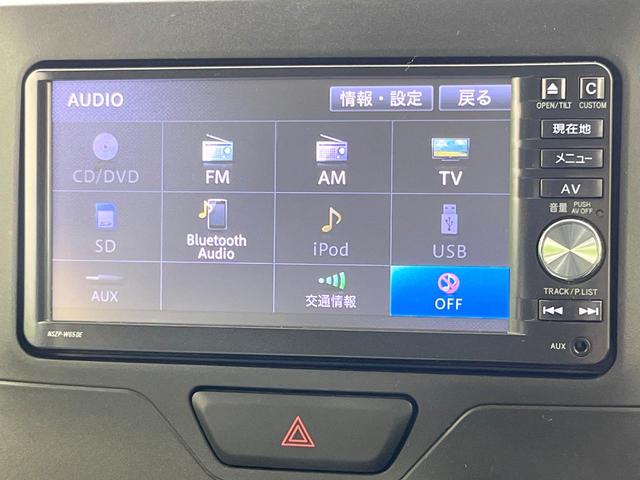 AUDIO
情報・設定
戻る
CD/DVD
FM
AM
TV
SD
Bluetooth
Audio
iPod
USB
AUX
交通情報
OFF
NSZP-W65DE
OPEN/TILT
C
CUSTOM
現在地
メニュー
AV
音量
PUSH
AV OFF
TRACK/P.LIST
AUX